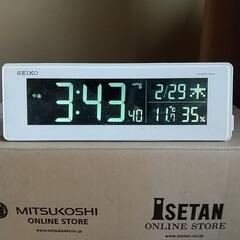 SEIKO
午後 3:43 40
2/29 木
11.7℃ 35%
MITSUKOSHI
ONLINE STORE
ISETAN
ONLINE STORE